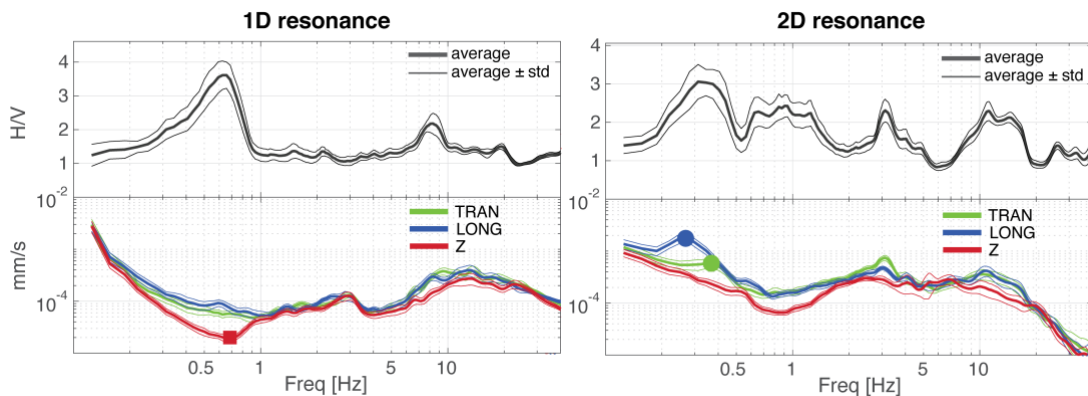 1D resonance
2D resonance
average
average ± std
4
3
2
1
H/V
average
average ± std
4
3
2
1
H/V
10-2
10-4
mm/s
TRAN
LONG
Z
0.5
1
10
Freq [Hz]
10-2
10-4
mm/s
TRAN
LONG
Z
0.5
1
10
Freq [Hz]